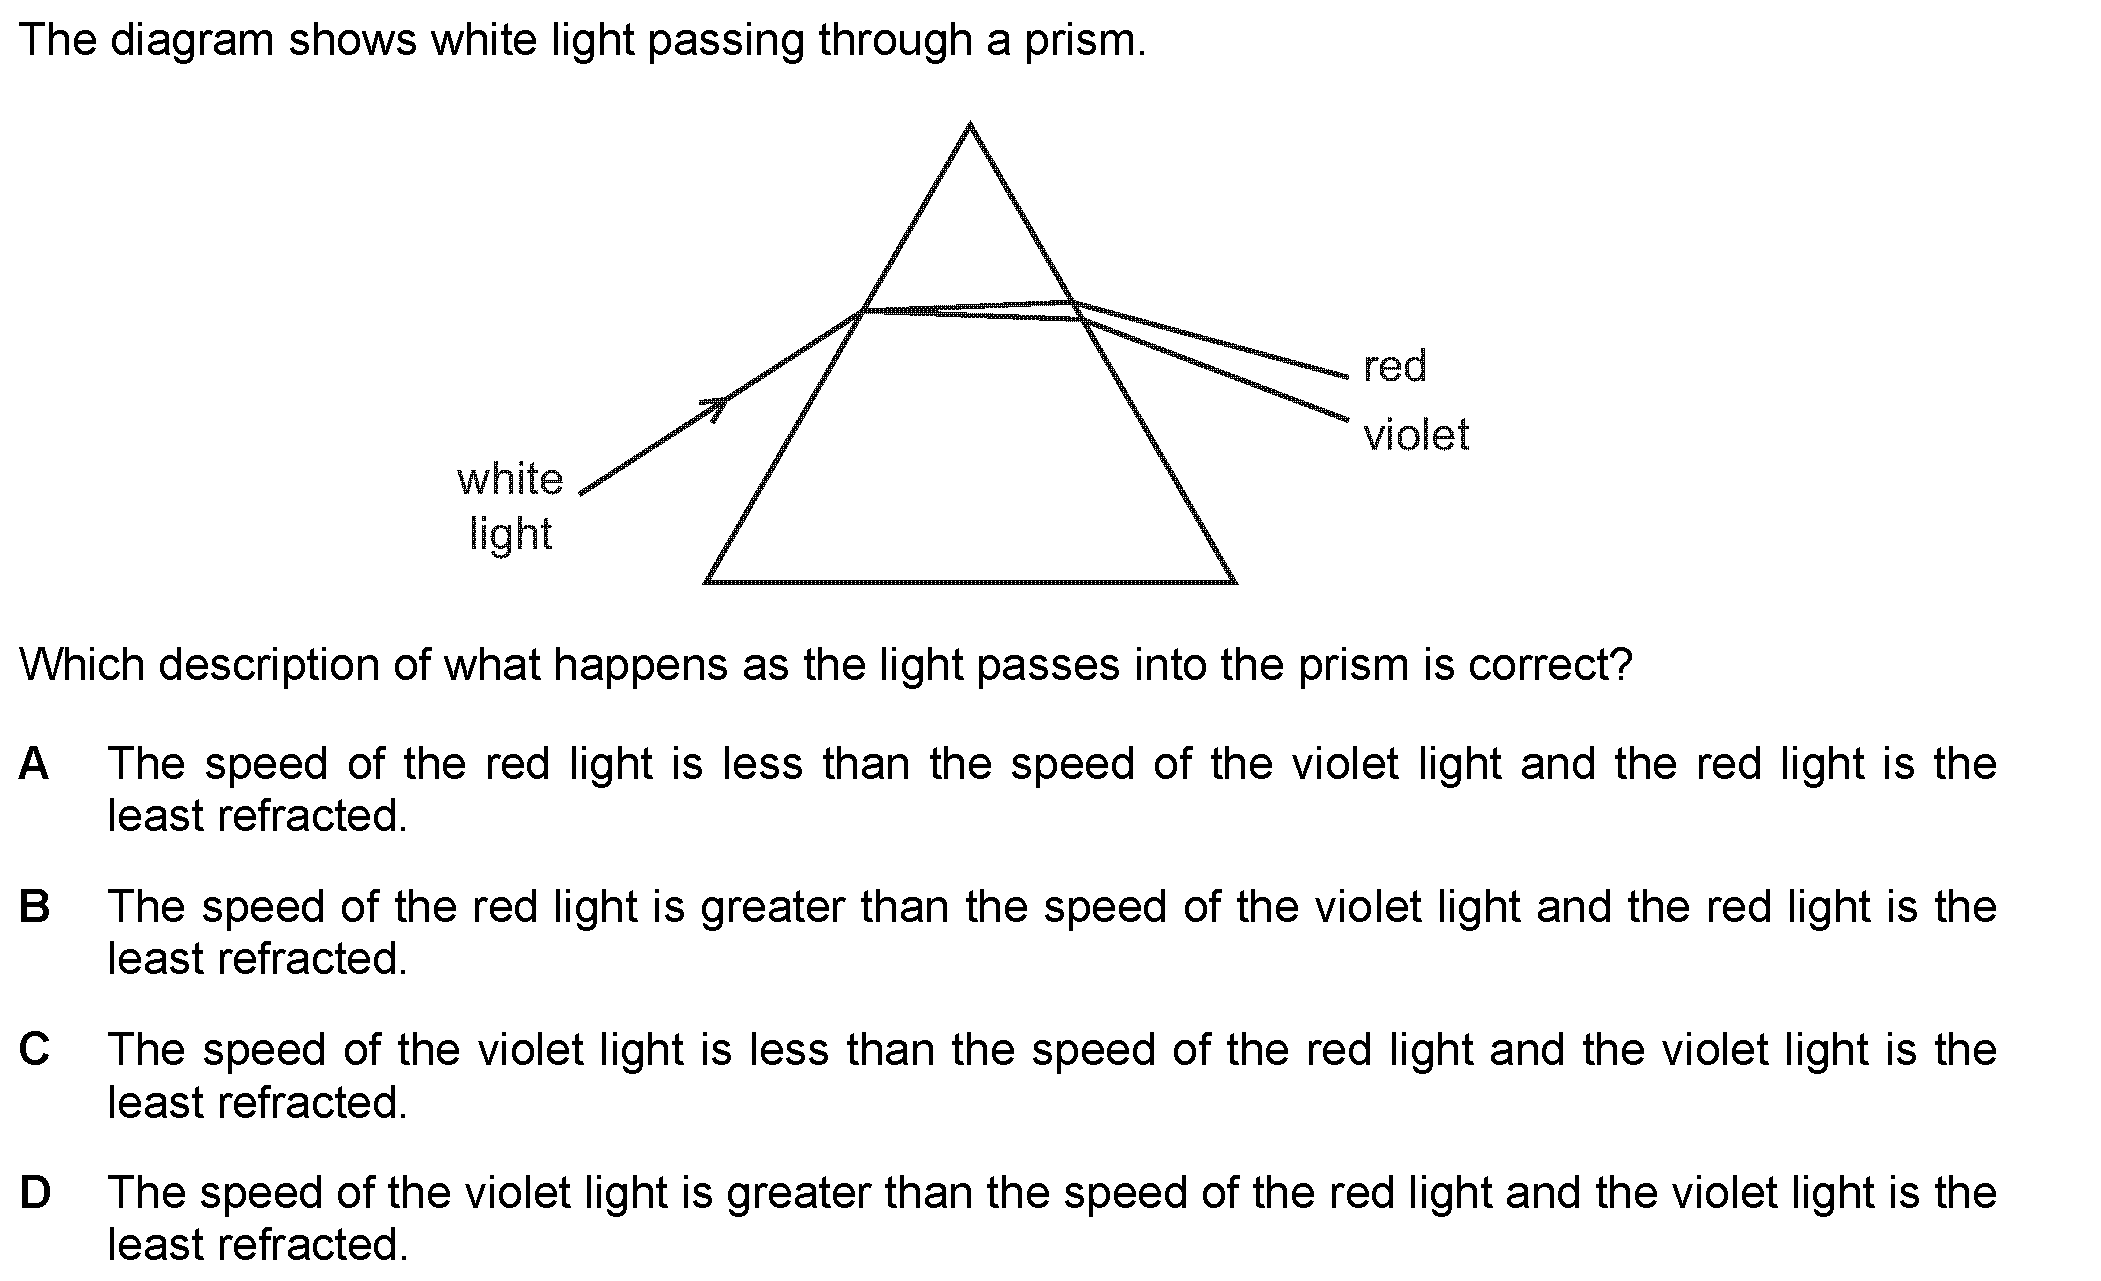 The diagram shows white light passing through a prism.
red
violet
white
light
Which description of what happens as the light passes into the prism is correct?
A The speed of the red light is less than the speed of the violet light and the red light is the
least refracted.
B The speed of the red light is greater than the speed of the violet light and the red light is the
least refracted.
C The speed of the violet light is less than the speed of the red light and the violet light is the
least refracted.
D The speed of the violet light is greater than the speed of the red light and the violet light is the
least refracted.